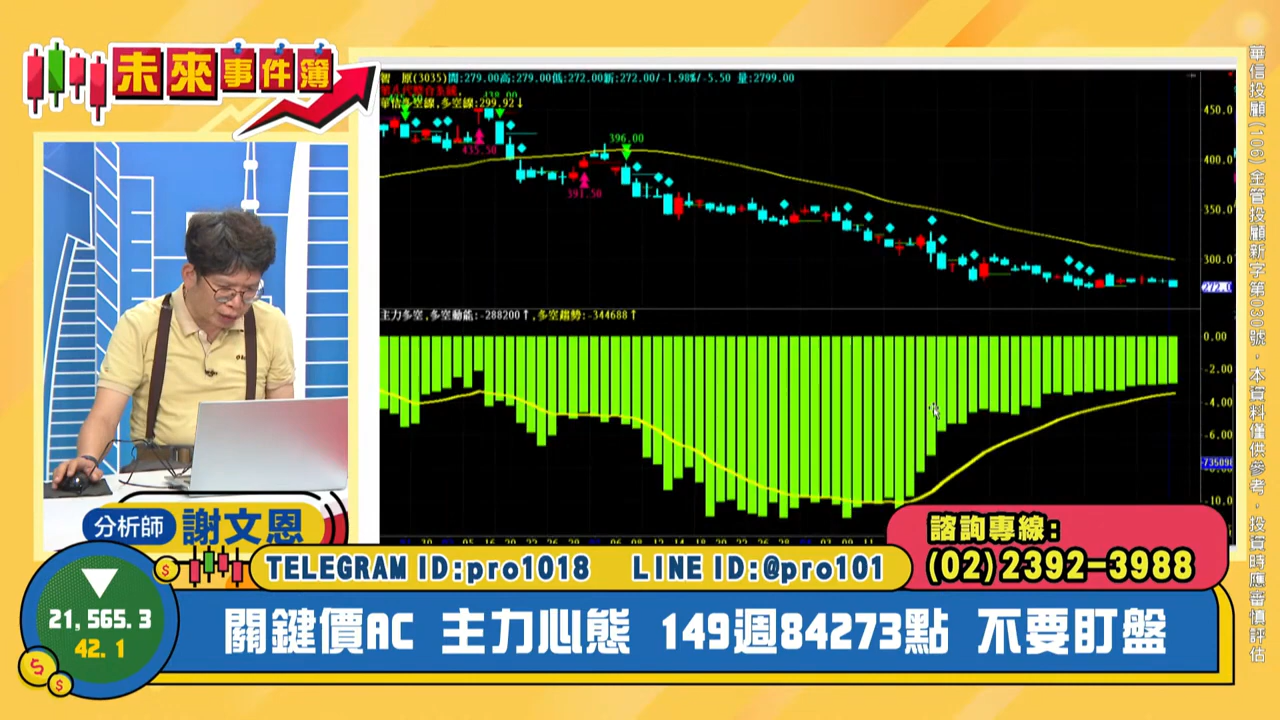 未來事件簿
智 原(3035)開:279.00高:279.00低:272.00新:272.00/-1.98%/-5.50 量:2799.00
華信多空線,多空線:299.92↓
435.50
391.50
396.00
450.0
400.0
350.0
300.0
272.0
主力多空,多空動能:-288200↑,多空趨勢:-344688↑
0.00
-2.00
-4.00
-6.00
-10.0
華信投顧(106)金管投顧新字第030號,本資料僅供參考,投資時應審慎評估
分析師 謝文恩
諮詢專線:
(02)2392-3988
TELEGRAM ID:pro1018 LINE ID:@pro101
21,565.3
42.1
關鍵價AC 主力心態 149週84273點 不要盯盤